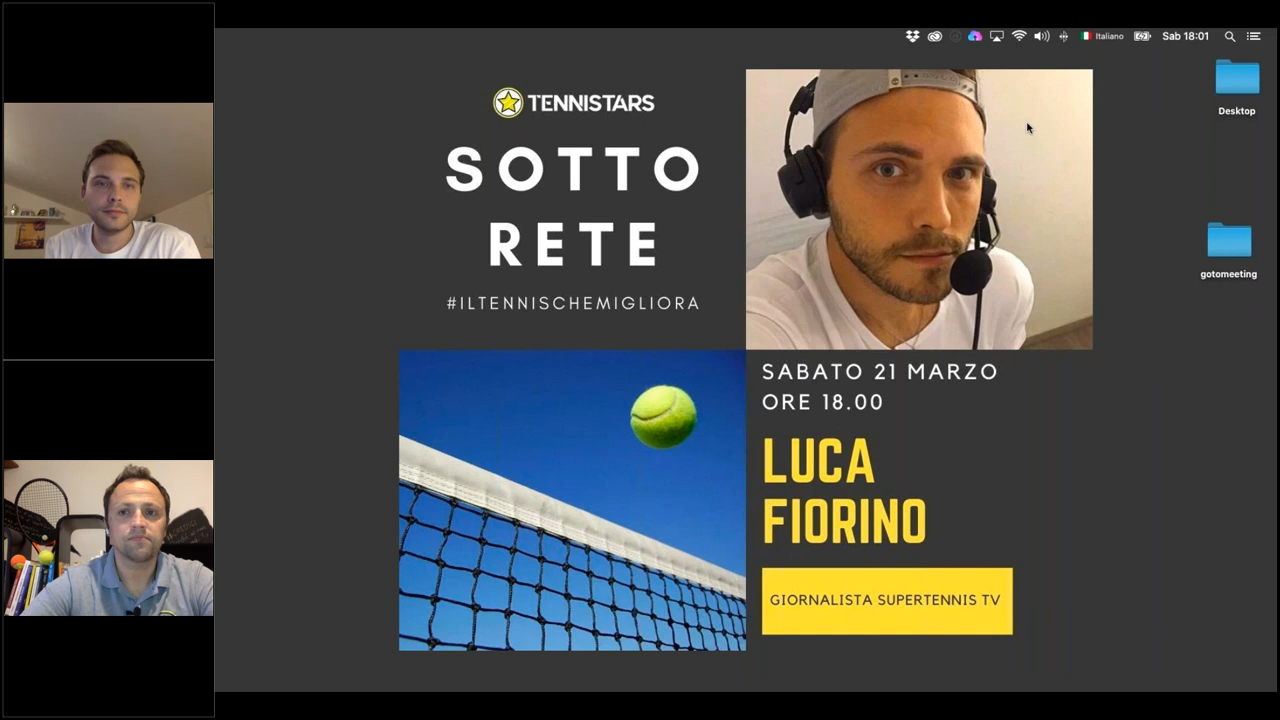 Italiano
Sab 18:01
TENNISTARS
SOTTO
RETE
#ILTENNISCHEMIGLIORA
SABATO 21 MARZO
ORE 18.00
LUCA
FIORINO
GIORNALISTA SUPERTENNIS TV
Desktop
gotomeeting